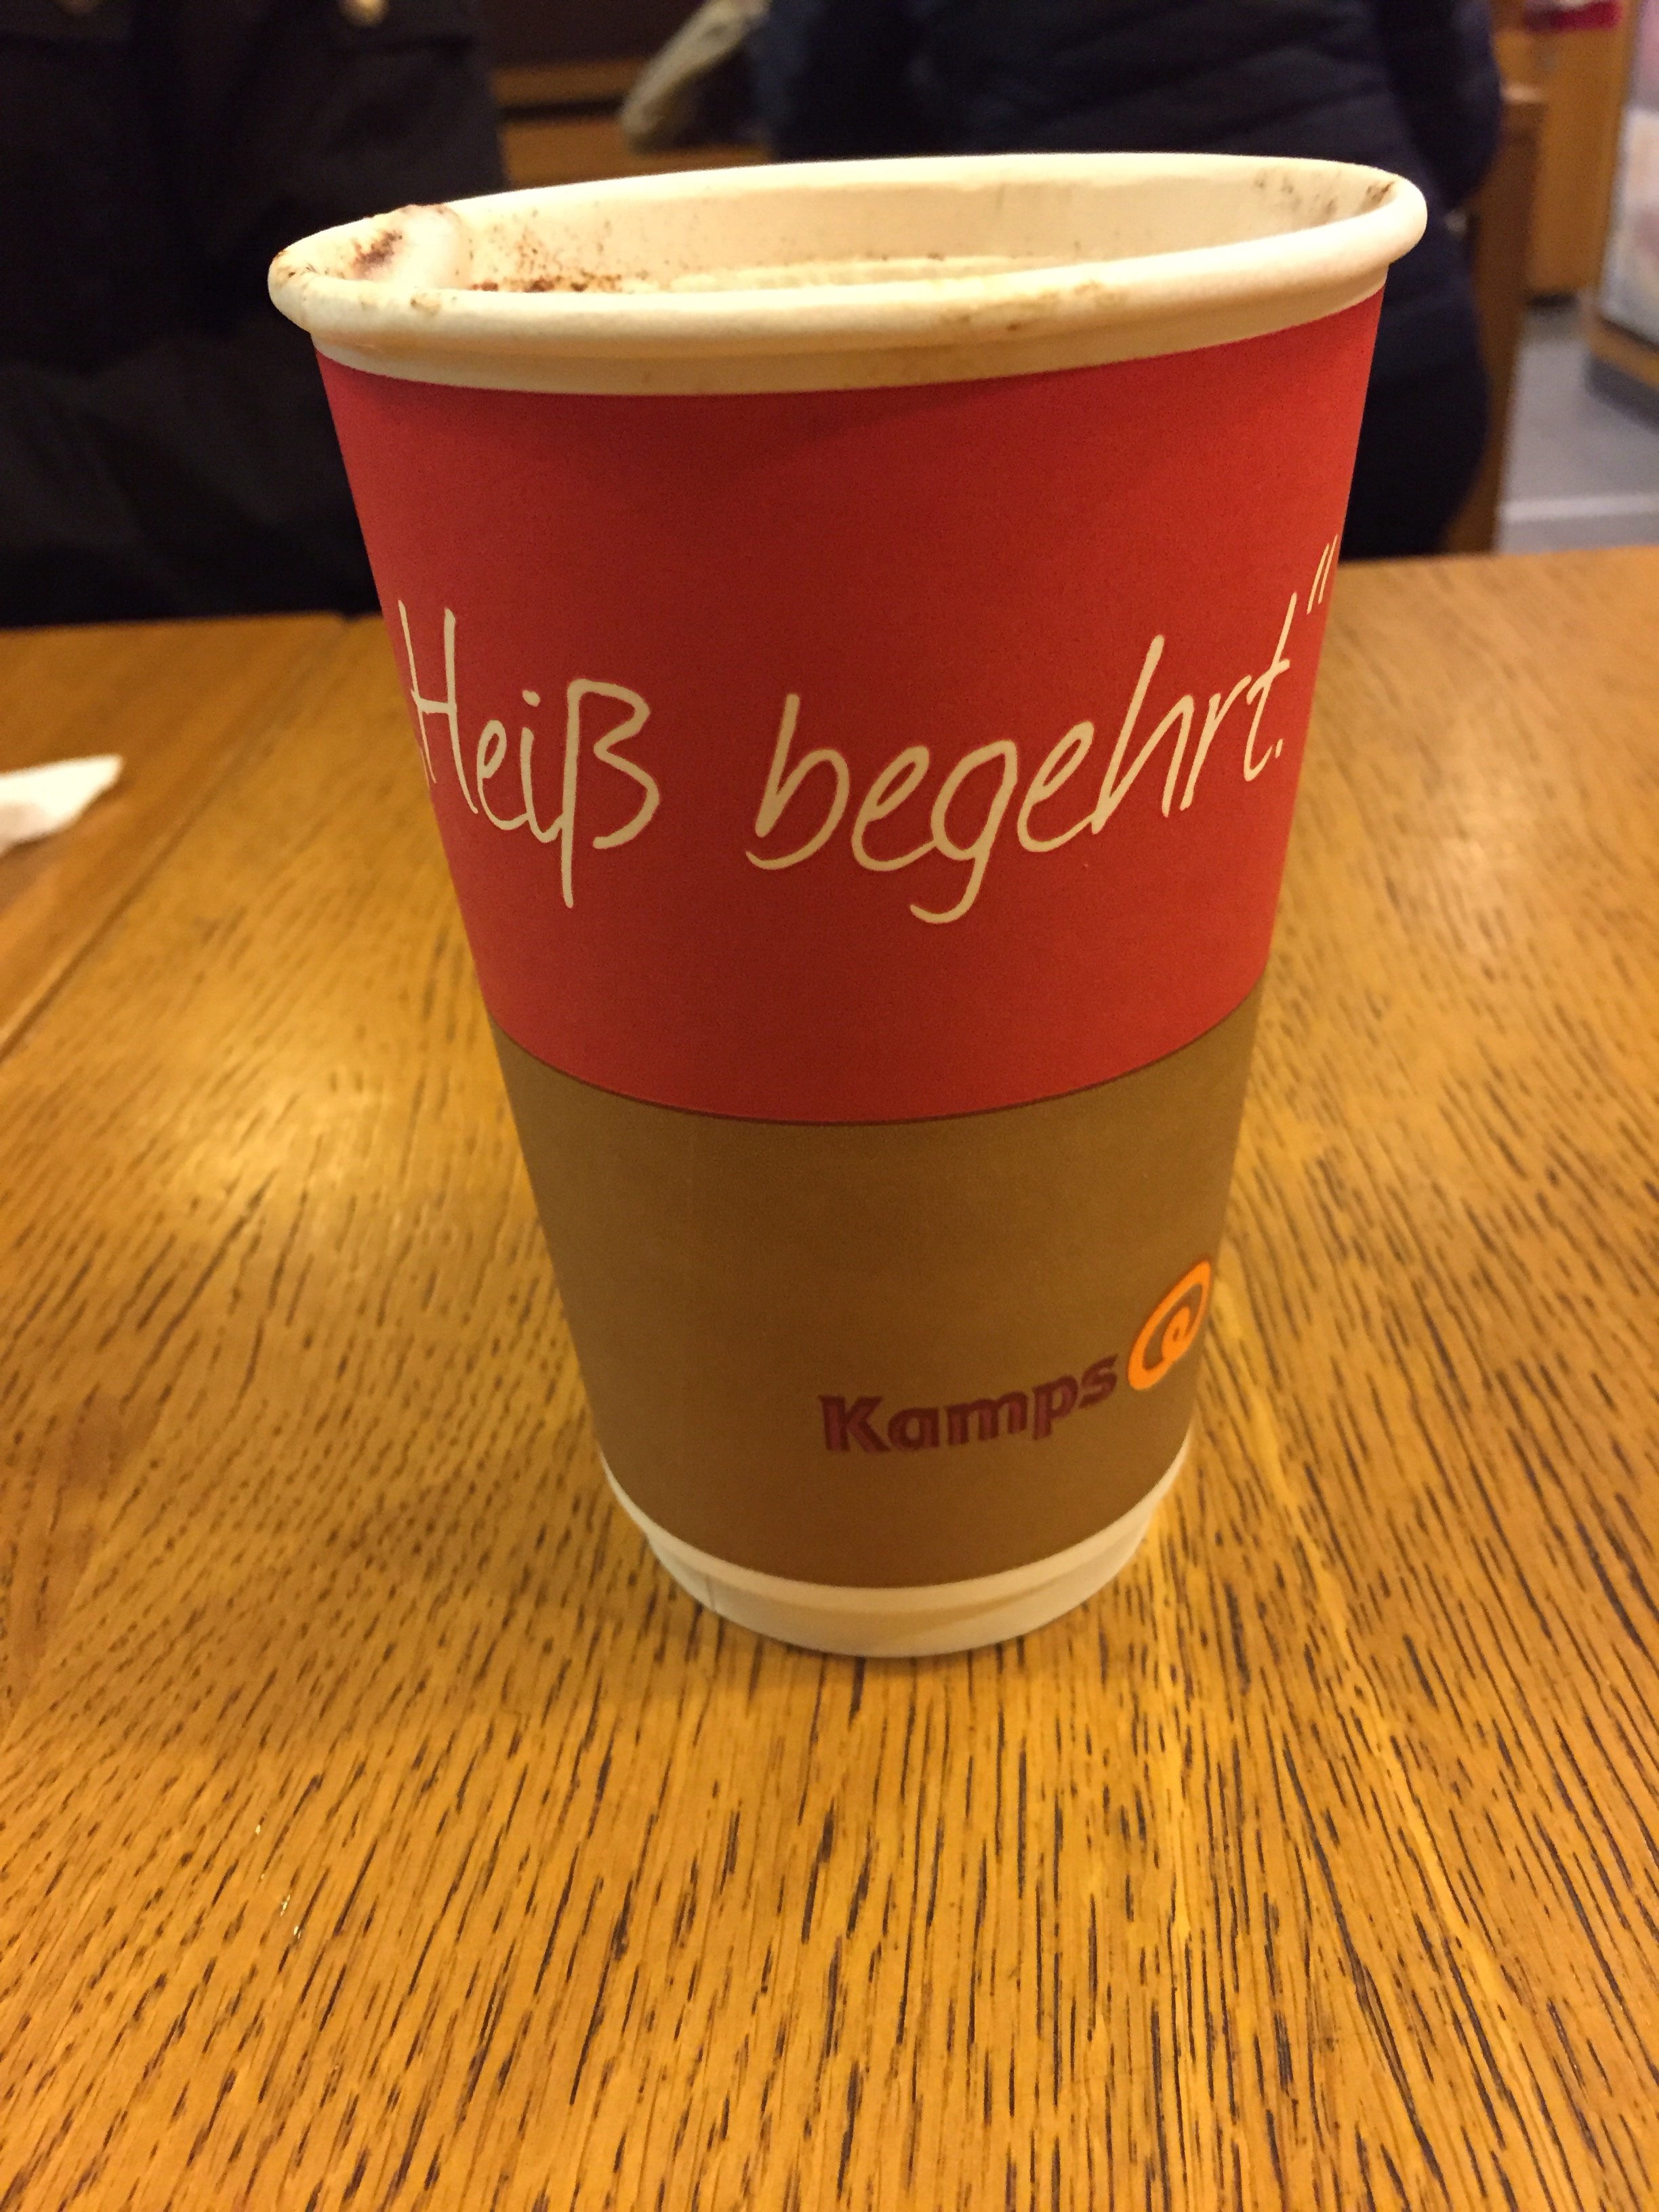 Heiß begehrt."
Kamps